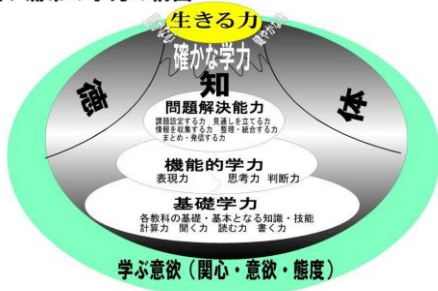 生きる力
確かな学力
徳
知
体
問題解決能力
課題設定する力 見通しを立てる力
情報を収集する力 整理・統合する力
まとめ・発信する力
機能的学力
表現力 思考力 判断力
基礎学力
各教科の基礎・基本となる知識・技能
計算力 聞く力 読む力 書く力
学ぶ意欲（関心・意欲・態度）